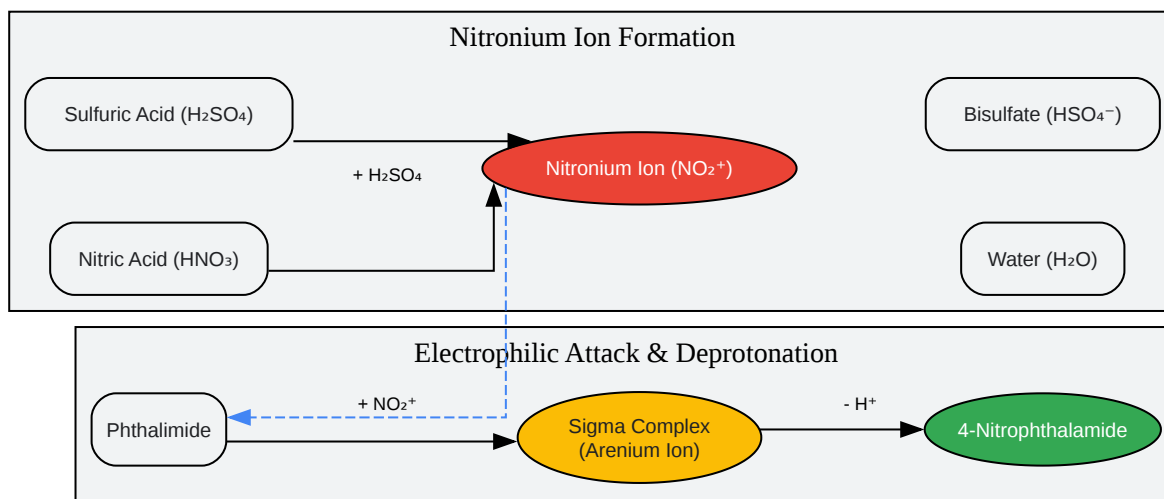 Nitronium Ion Formation
Sulfuric Acid (H₂SO₄)
Bisulfate (HSO₄⁻)
Nitronium Ion (NO₂⁺)
+ H₂SO₄
Nitric Acid (HNO₃)
Water (H₂O)
Electrophilic Attack & Deprotonation
+ NO₂⁺
- H⁺
Phthalimide
Sigma Complex
(Arenium Ion)
4-Nitrophthalamide